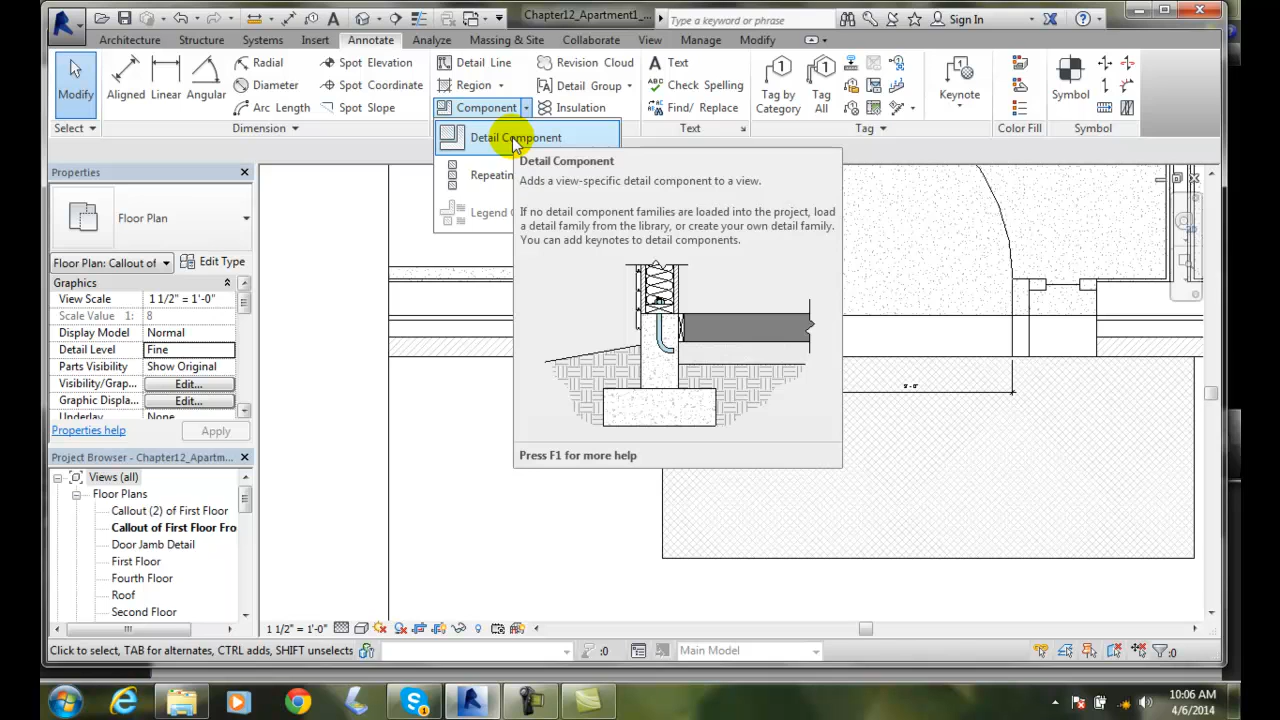 Chapter12_Apartment1_...
Type a keyword or phrase
Sign In
Architecture Structure Systems Insert Annotate Analyze Massing & Site Collaborate View Manage Modify
Modify
Aligned Linear Angular
Radial
Diameter
Arc Length
Spot Elevation
Spot Coordinate
Spot Slope
Detail Line
Region
Component
Revision Cloud
Detail Group
Insulation
Text
Check Spelling
Find/ Replace
Tag by Category
Tag All
Keynote
Symbol
Select
Dimension
Text
Tag
Color Fill
Symbol
Detail Component
Repeatin
Legend
Detail Component
Adds a view-specific detail component to a view.
If no detail component families are loaded into the project, load
a detail family from the library, or create your own detail family.
You can add keynotes to detail components.
Press F1 for more help
Properties
Floor Plan
Floor Plan: Callout of
Edit Type
Graphics
View Scale 1 1/2" = 1'-0"
Scale Value 1: 8
Display Model Normal
Detail Level Fine
Parts Visibility Show Original
Visibility/Grap... Edit...
Graphic Displa... Edit...
Underlay None
Properties help
Apply
Project Browser - Chapter12_Apartm...
Views (all)
Floor Plans
Callout (2) of First Floor
Callout of First Floor Fro
Door Jamb Detail
First Floor
Fourth Floor
Roof
Second Floor
1 1/2" = 1'-0"
Click to select, TAB for alternates, CTRL adds, SHIFT unselects
:0
Main Model
:0
10:06 AM
4/6/2014